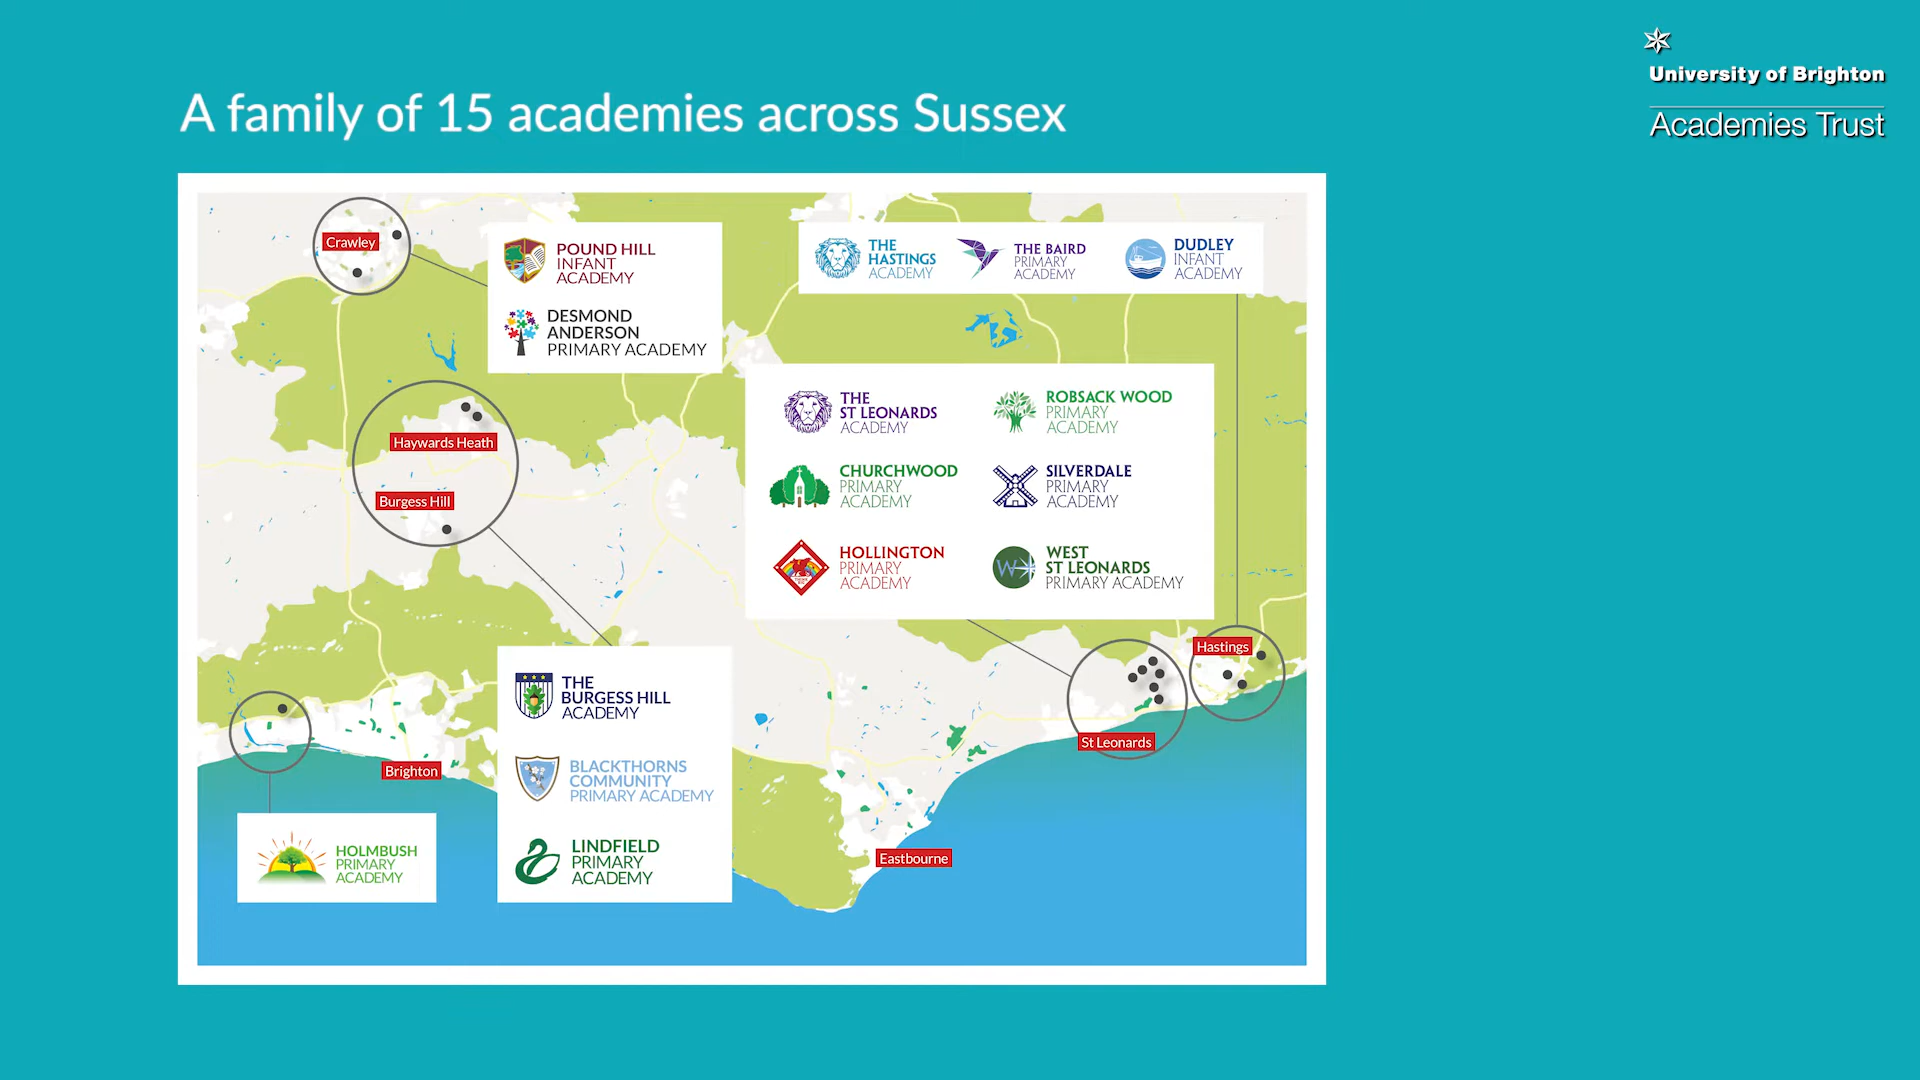 University of Brighton
Academies Trust
A family of 15 academies across Sussex
Crawley
POUND HILL
INFANT
ACADEMY
DESMOND
ANDERSON
PRIMARY ACADEMY
THE
HASTINGS
ACADEMY
THE BAIRD
PRIMARY
ACADEMY
DUDLEY
INFANT
ACADEMY
THE
ST LEONARDS
ACADEMY
ROBSACK WOOD
PRIMARY
ACADEMY
CHURCHWOOD
PRIMARY
ACADEMY
SILVERDALE
PRIMARY
ACADEMY
HOLLINGTON
PRIMARY
ACADEMY
WEST
ST LEONARDS
PRIMARY ACADEMY
Haywards Heath
Burgess Hill
Hastings
St Leonards
THE
BURGESS HILL
ACADEMY
BLACKTHORNS
COMMUNITY
PRIMARY ACADEMY
LINDFIELD
PRIMARY
ACADEMY
Brighton
HOLMBUSH
PRIMARY
ACADEMY
Eastbourne